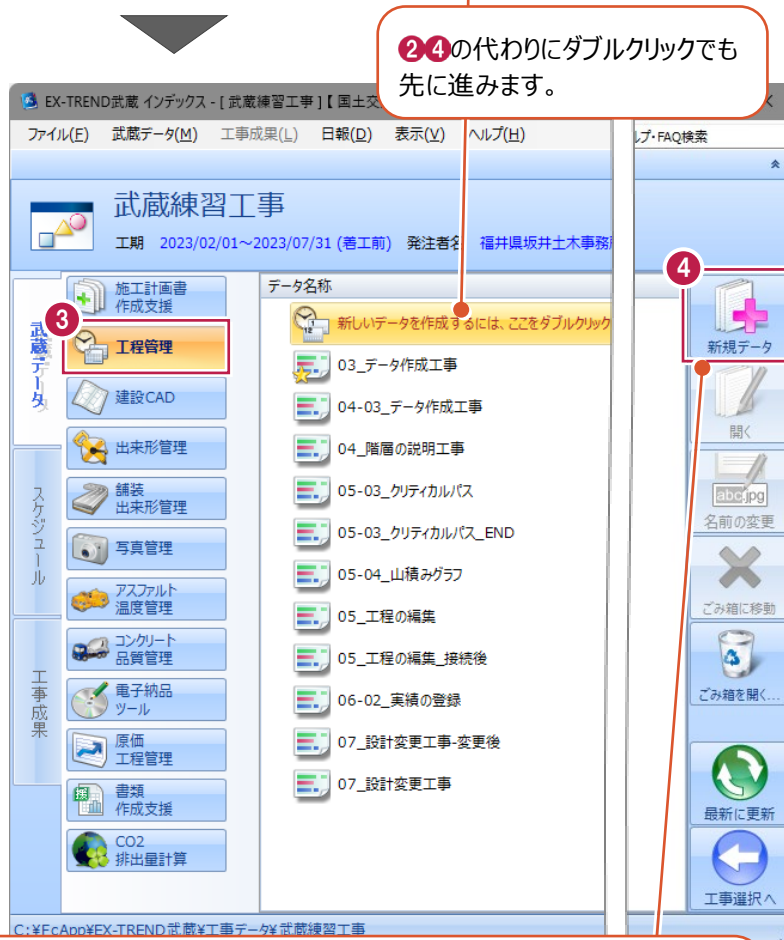 ❷❹の代わりにダブルクリックでも
先に進みます。
EX-TREND武蔵 インデックス - [ 武蔵練習工事 ]【 国土交
ファイル(F) 武蔵データ(M) 工事成果(L) 日報(D) 表示(V) ヘルプ(H)
ルプ・FAQ検索
武蔵練習工事
工期 2023/02/01～2023/07/31 (着工前) 発注者名 福井県坂井土木事務
武蔵データ
スケジュール
工事成果
施工計画書
作成支援
3
工程管理
建設CAD
出来形管理
舗装
出来形管理
写真管理
アスファルト
温度管理
コンクリート
品質管理
電子納品
ツール
原価
工程管理
書類
作成支援
CO2
排出量計算
データ名称
新しいデータを作成するには、ここをダブルクリック
03_データ作成工事
04-03_データ作成工事
04_階層の説明工事
05-03_クリティカルパス
05-03_クリティカルパス_END
05-04_山積みグラフ
05_工程の編集
05_工程の編集_接続後
06-02_実績の登録
07_設計変更工事-変更後
07_設計変更工事
4
新規データ
開く
abc.jpg
名前の変更
ごみ箱に移動
ごみ箱を開く...
最新に更新
工事選択へ
C:¥FcApp¥EX-TREND武蔵¥工事データ¥武蔵練習工事